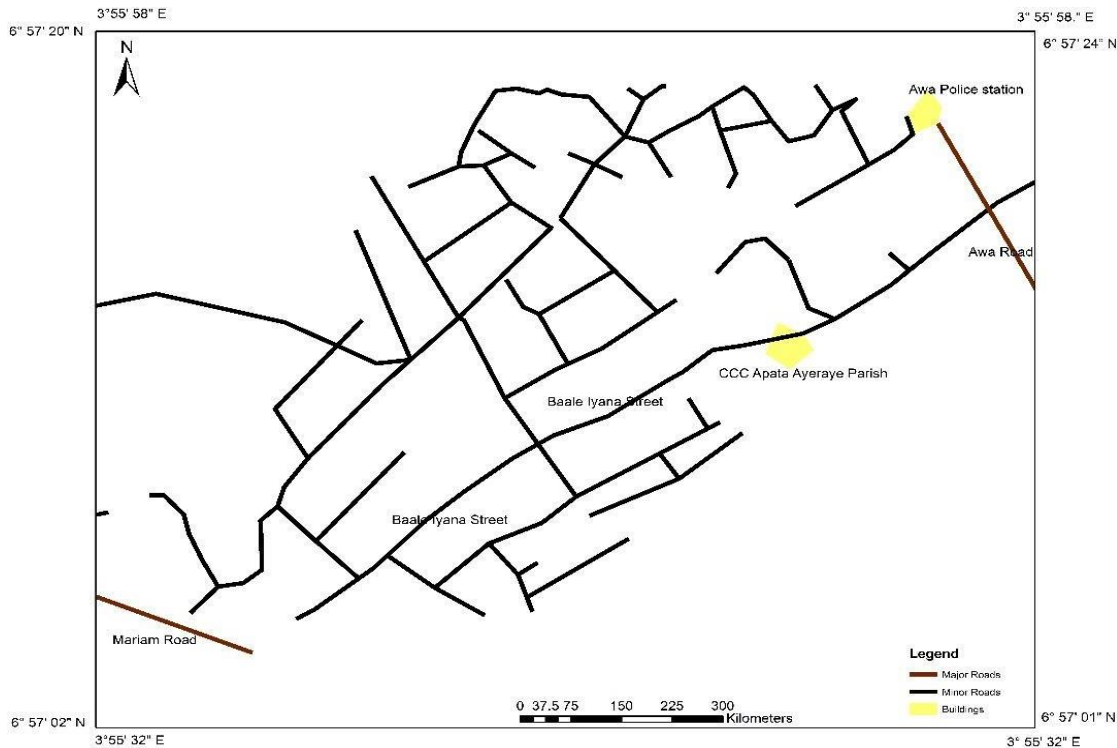 3°55' 58" E
3° 55' 58." E
6° 57' 20" N
6° 57' 24" N
N
Awa Police station
Awa Road
CCC Apata Ayeraye Parish
Baale Iyana Street
Baale Iyana Street
Mariam Road
Legend
Major Roads
Minor Roads
Buildings
0 37.5 75 150 225 300
Kilometers
6° 57' 02" N
6° 57' 01" N
3°55' 32" E
3° 55' 32" E